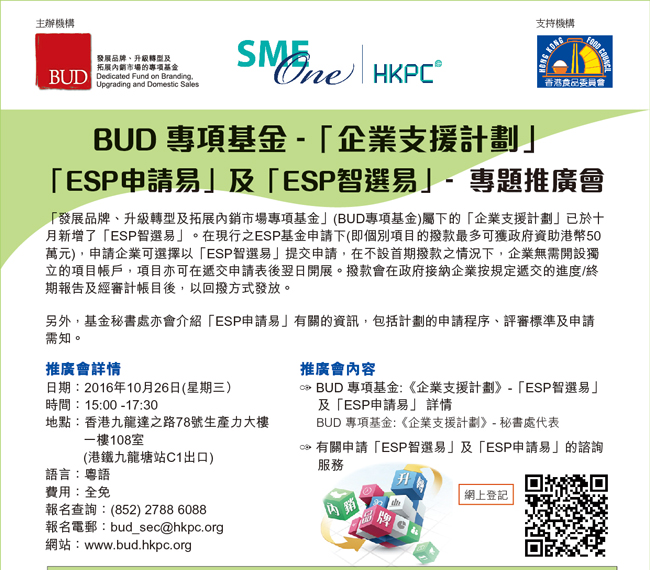 主辦機構
支持機構
BUD
發展品牌、升級轉型及
拓展內銷市場的專項基金
Dedicated Fund on Branding,
Upgrading and Domestic Sales
SME One
HKPC
HONG KONG FOOD COUNCIL
香港食品委員會
BUD 專項基金 -「企業支援計劃」
「ESP申請易」及「ESP智選易」- 專題推廣會
「發展品牌、升級轉型及拓展內銷市場專項基金」(BUD專項基金)屬下的「企業支援計劃」已於十
月新增了「ESP智選易」。在現行之ESP基金申請下(即個別項目的撥款最多可獲政府資助港幣50
萬元)，申請企業可選擇以「ESP智選易」提交申請，在不設首期撥款之情況下，企業無需開設獨
立的項目帳戶，項目亦可在遞交申請表後翌日開展。撥款會在政府接納企業按規定遞交的進度/終
期報告及經審計帳目後，以回撥方式發放。
另外，基金秘書處亦會介紹「ESP申請易」有關的資訊，包括計劃的申請程序、評審標準及申請
需知。
推廣會詳情
日期：2016年10月26日(星期三）
時間：15:00 -17:30
地點：香港九龍達之路78號生產力大樓
一樓108室
(港鐵九龍塘站C1出口)
語言：粵語
費用：全免
報名查詢：(852) 2788 6088
報名電郵：bud_sec@hkpc.org
網站：www.bud.hkpc.org
推廣會內容
BUD 專項基金:《企業支援計劃》-「ESP智選易」
及「ESP申請易」 詳情
BUD 專項基金:《企業支援計劃》- 秘書處代表
有關申請「ESP智選易」及「ESP申請易」的諮詢
服務
內銷
升
品牌
網上登記